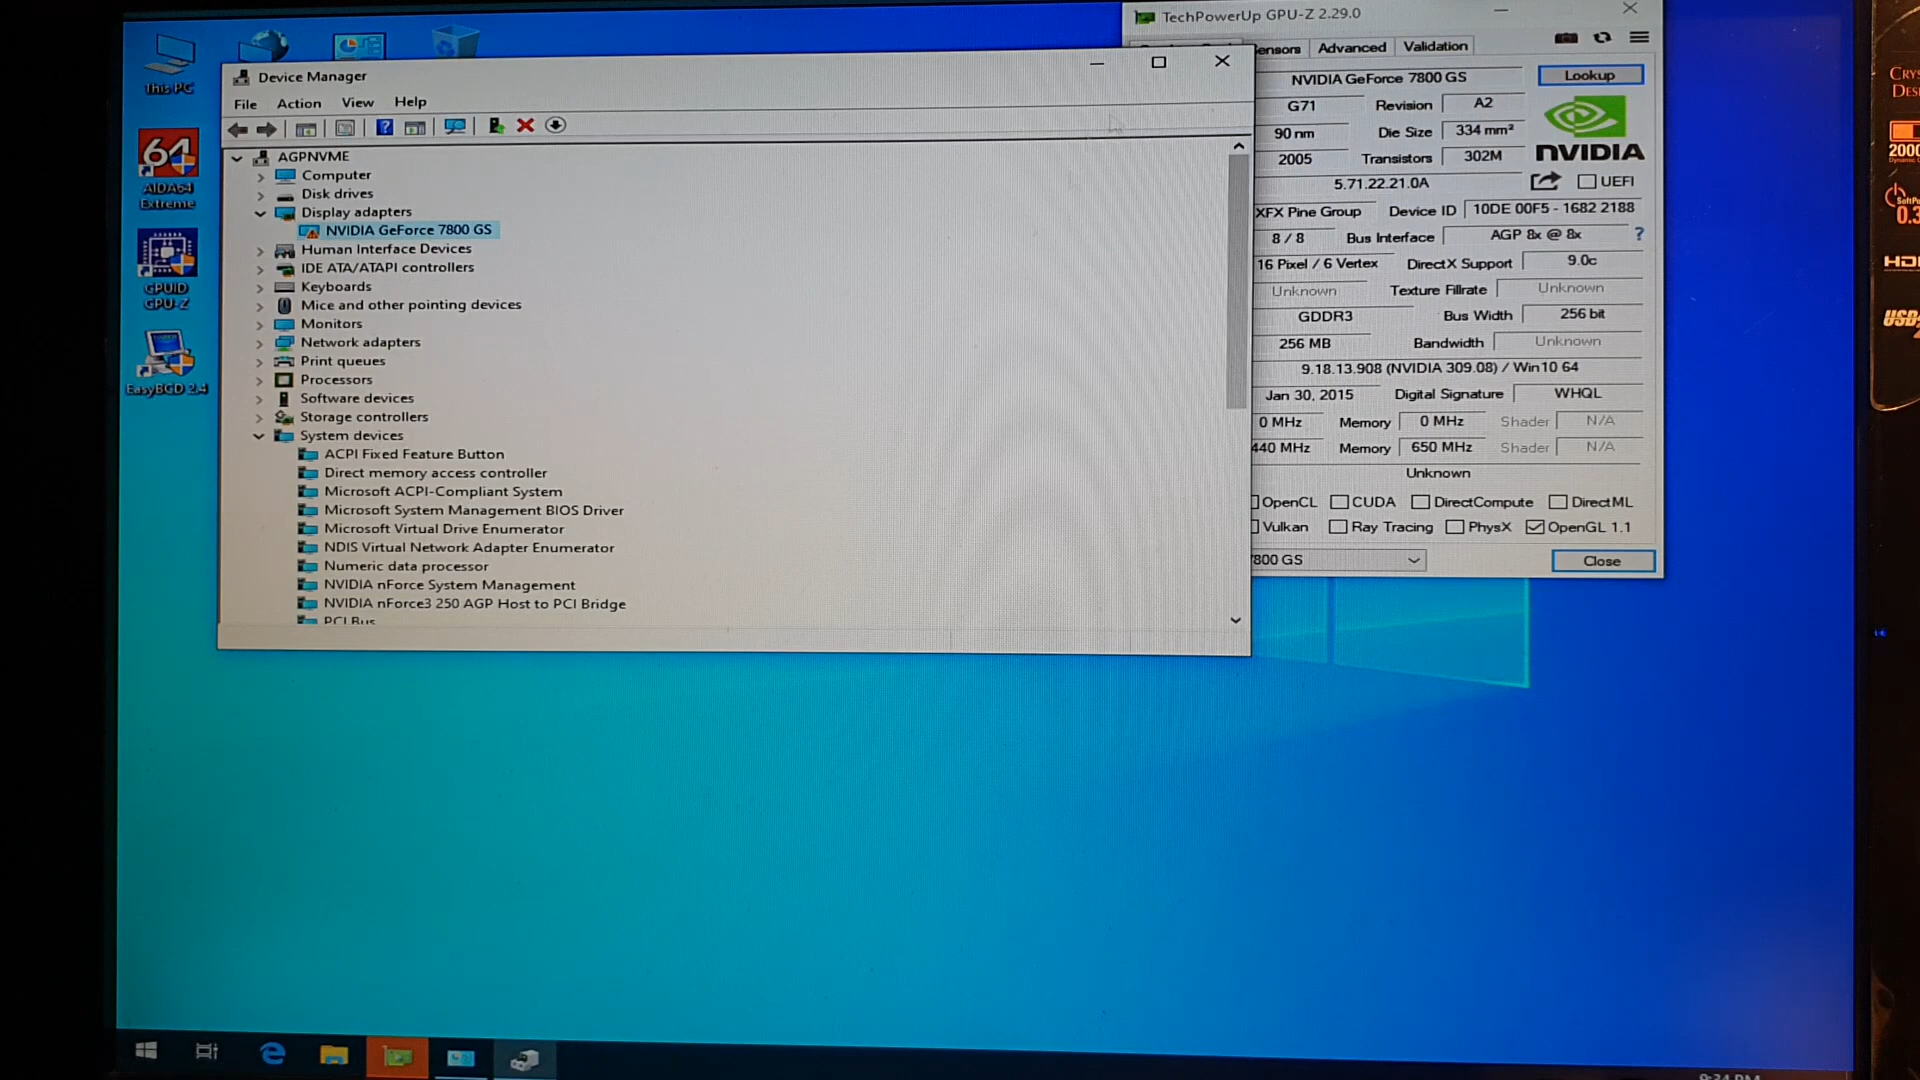 This PC
AIDA64
Extreme
CPUID
GPU-Z
EasyBCD 2.4
Device Manager
File Action View Help
AGPNVME
Computer
Disk drives
Display adapters
NVIDIA GeForce 7800 GS
Human Interface Devices
IDE ATA/ATAPI controllers
Keyboards
Mice and other pointing devices
Monitors
Network adapters
Print queues
Processors
Software devices
Storage controllers
System devices
ACPI Fixed Feature Button
Direct memory access controller
Microsoft ACPI-Compliant System
Microsoft System Management BIOS Driver
Microsoft Virtual Drive Enumerator
NDIS Virtual Network Adapter Enumerator
Numeric data processor
NVIDIA nForce System Management
NVIDIA nForce3 250 AGP Host to PCI Bridge
PCI Bus
TechPowerUp GPU-Z 2.29.0
ensors Advanced Validation
NVIDIA GeForce 7800 GS Lookup
G71 Revision A2
90 nm Die Size 334 mm²
2005 Transistors 302M
NVIDIA
5.71.22.21.0A UEFI
XFX Pine Group Device ID 10DE 00F5 - 1682 2188
8 / 8 Bus Interface AGP 8x @ 8x ?
16 Pixel / 6 Vertex DirectX Support 9.0c
Unknown Texture Fillrate Unknown
GDDR3 Bus Width 256 bit
256 MB Bandwidth Unknown
9.18.13.908 (NVIDIA 309.08) / Win10 64
Jan 30, 2015 Digital Signature WHQL
0 MHz Memory 0 MHz Shader N/A
440 MHz Memory 650 MHz Shader N/A
Unknown
OpenCL CUDA DirectCompute DirectML
Vulkan Ray Tracing PhysX OpenGL 1.1
800 GS Close
9:34 PM